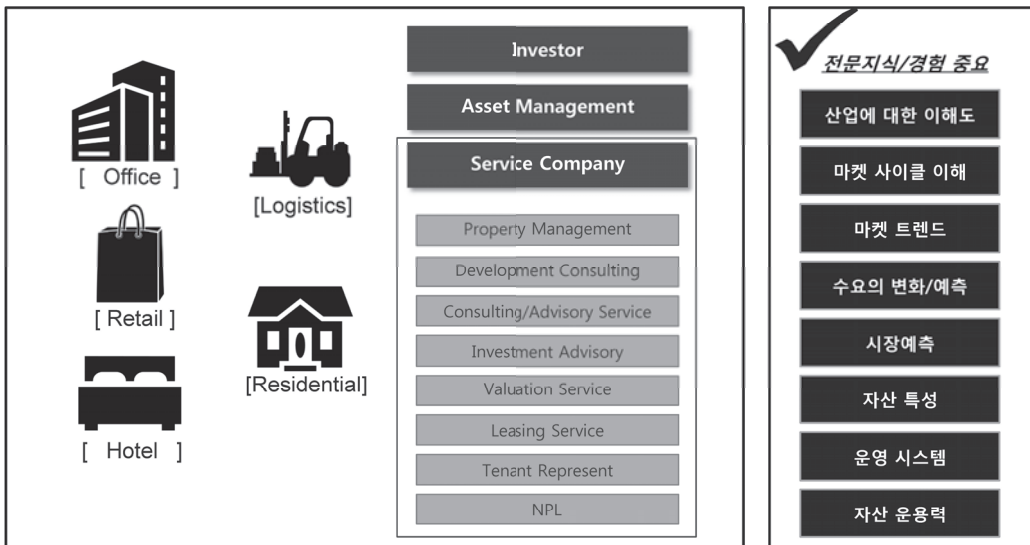 [ Office ]
[Logistics]
[ Retail ]
[Residential]
[ Hotel ]
Investor
Asset Management
Service Company
Property Management
Development Consulting
Consulting/Advisory Service
Investment Advisory
Valuation Service
Leasing Service
Tenant Represent
NPL
전문지식/경험 중요
산업에 대한 이해도
마켓 사이클 이해
마켓 트렌드
수요의 변화/예측
시장예측
자산 특성
운영 시스템
자산 운용력